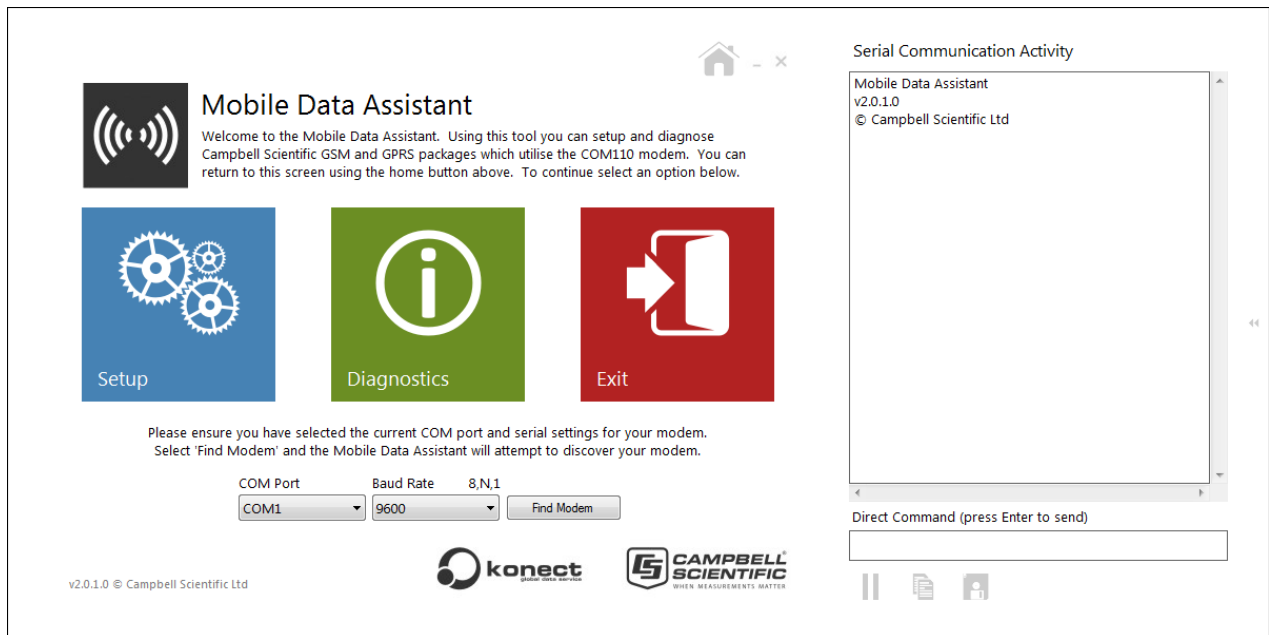 Serial Communication Activity
Mobile Data Assistant
v2.0.1.0
© Campbell Scientific Ltd
Mobile Data Assistant
Welcome to the Mobile Data Assistant. Using this tool you can setup and diagnose
Campbell Scientific GSM and GPRS packages which utilise the COM110 modem. You can
return to this screen using the home button above. To continue select an option below.
Setup
Diagnostics
Exit
Please ensure you have selected the current COM port and serial settings for your modem.
Select 'Find Modem' and the Mobile Data Assistant will attempt to discover your modem.
COM Port Baud Rate 8,N,1
COM1 9600 Find Modem
Direct Command (press Enter to send)
konect
global data service
CAMPBELL
SCIENTIFIC
WHEN MEASUREMENTS MATTER
v2.0.1.0 © Campbell Scientific Ltd